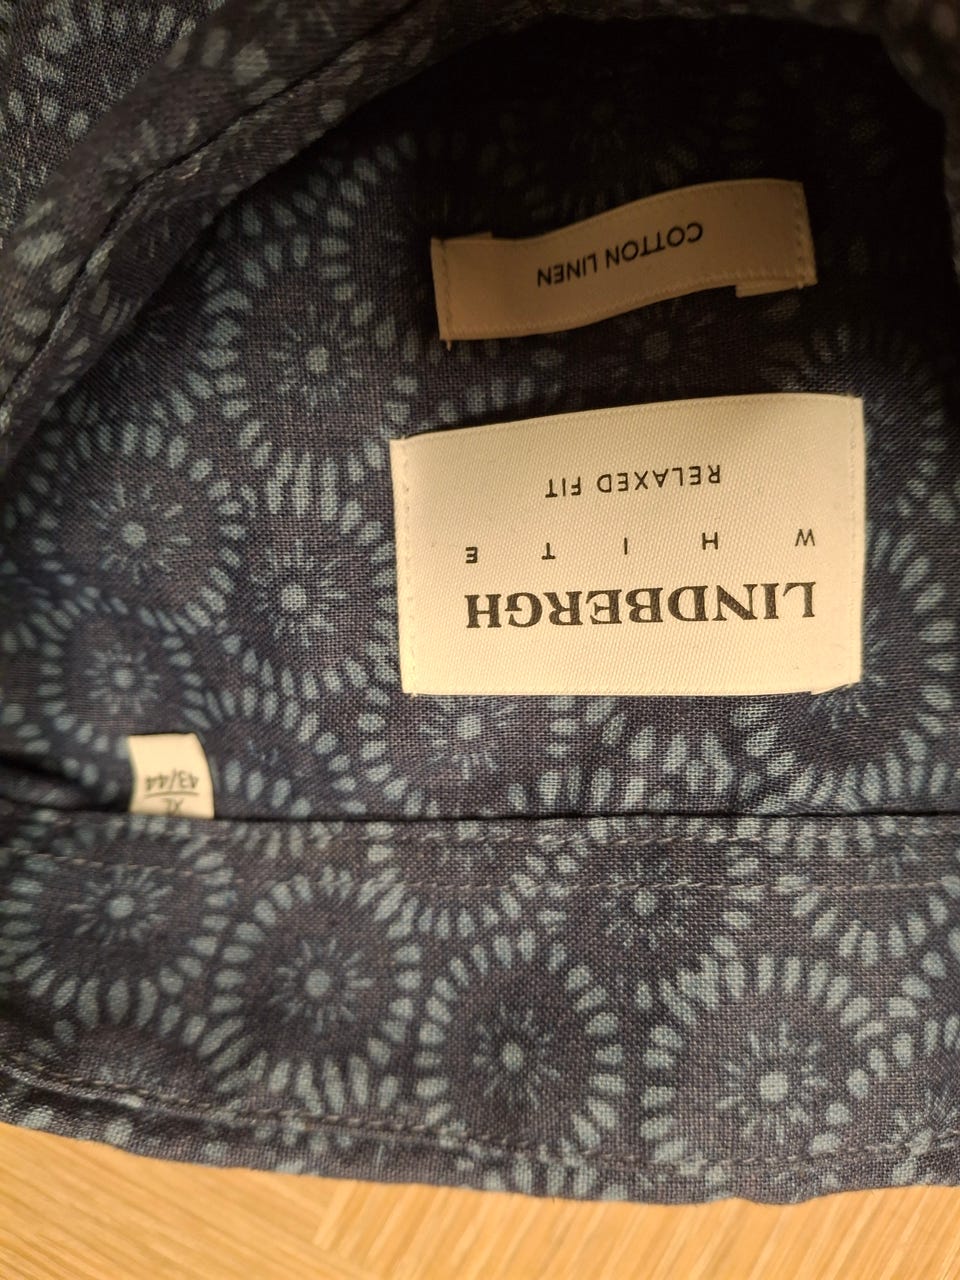 LINDBERGH
W H I T E
RELAXED FIT
COTTON LINEN
XL
43/44